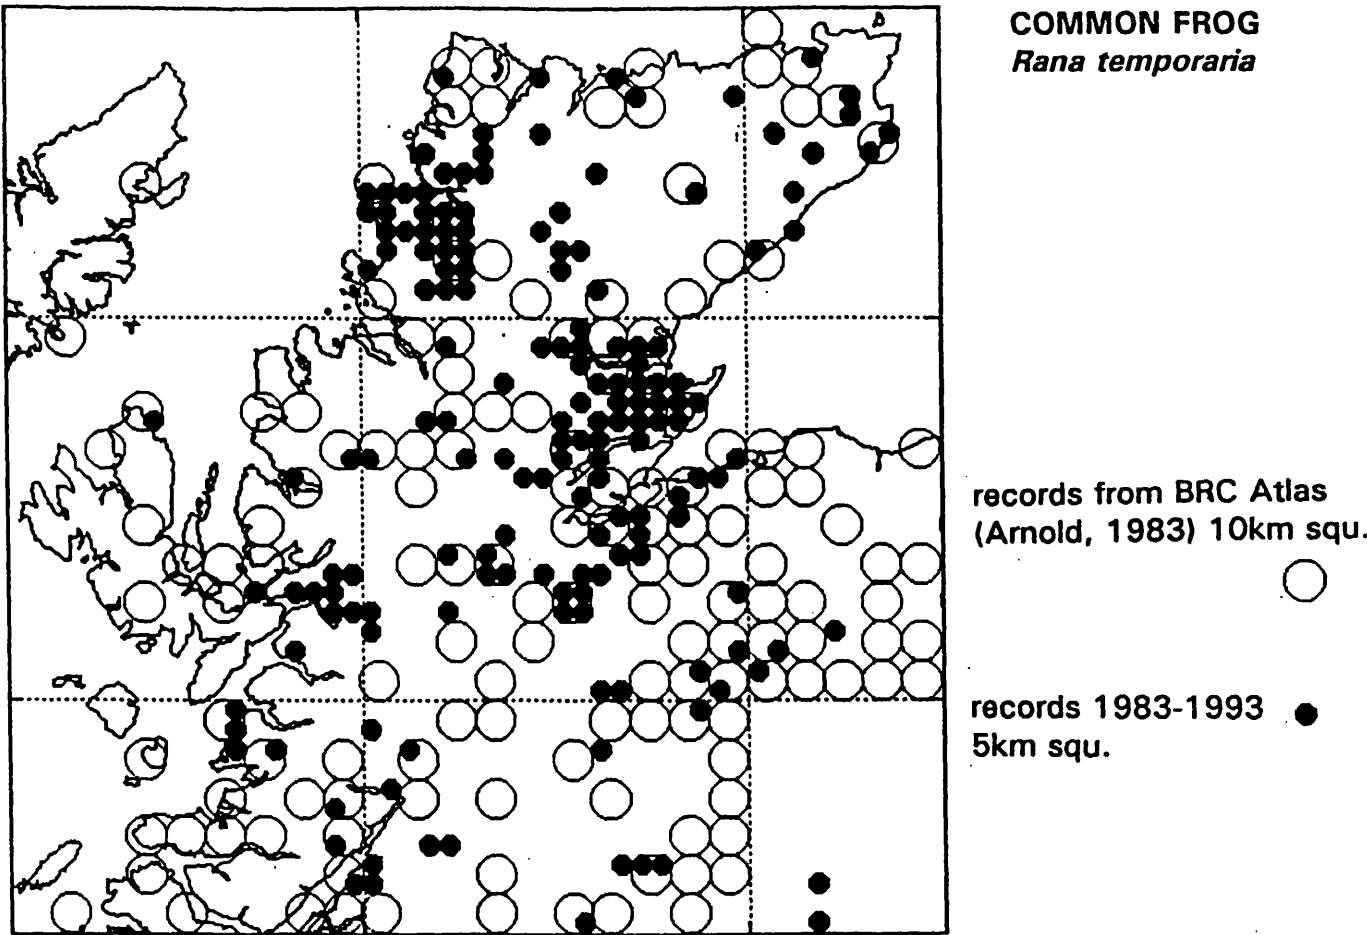 COMMON FROG
Rana temporaria
records from BRC Atlas
(Arnold, 1983) 10km squ.
records 1983-1993
5km squ.